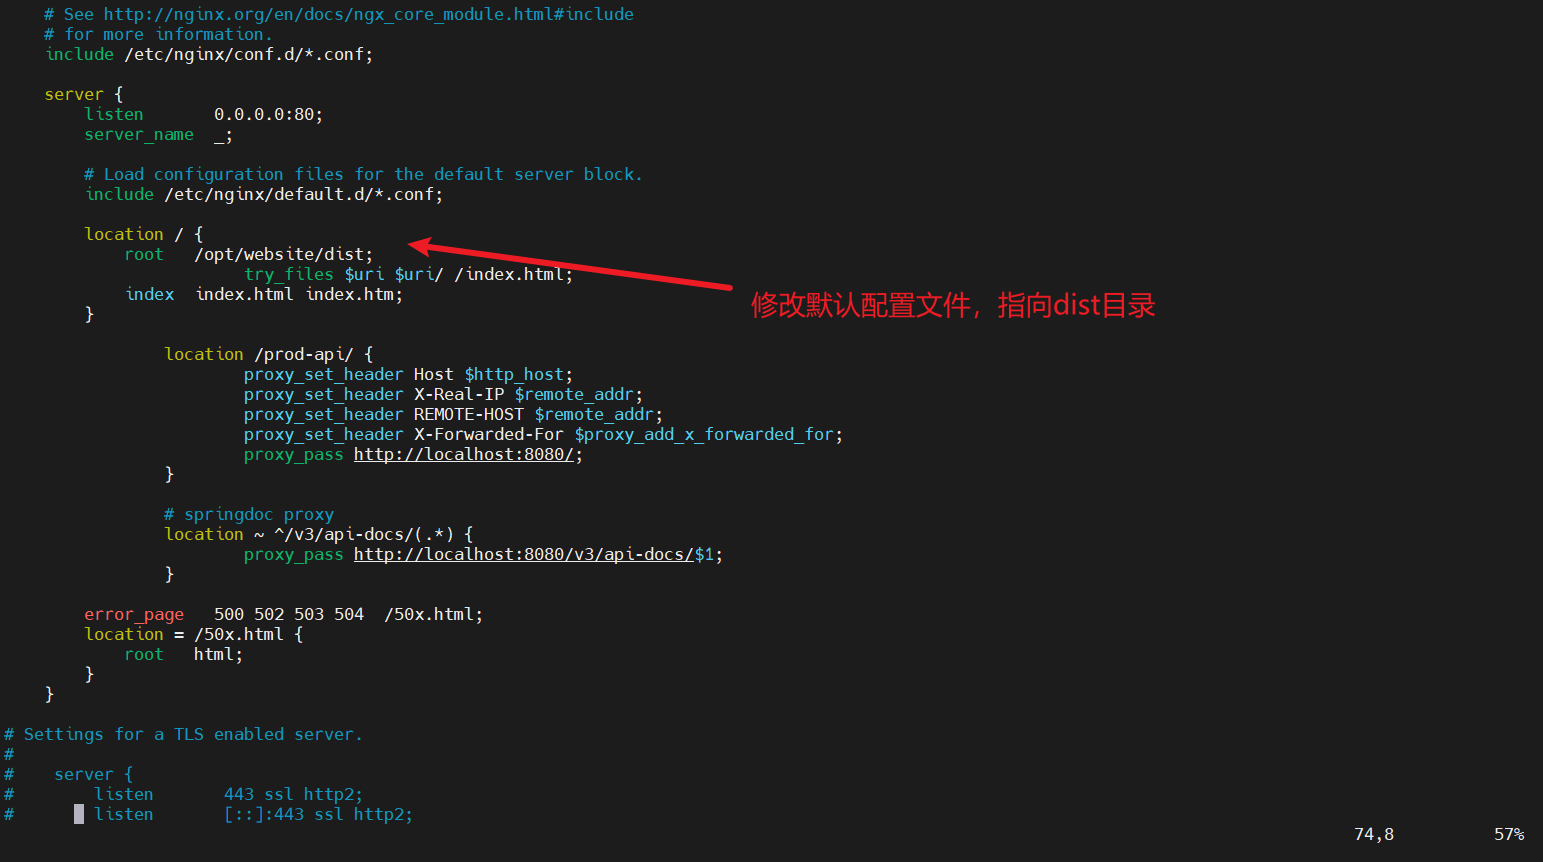 # See http://nginx.org/en/docs/ngx_core_module.html#include
# for more information.
include /etc/nginx/conf.d/*.conf;
server {
listen 0.0.0.0:80;
server_name _;
# Load configuration files for the default server block.
include /etc/nginx/default.d/*.conf;
location / {
root /opt/website/dist;
try_files $uri $uri/ /index.html;
index index.html index.htm;
}
修改默认配置文件，指向dist目录
location /prod-api/ {
proxy_set_header Host $http_host;
proxy_set_header X-Real-IP $remote_addr;
proxy_set_header REMOTE-HOST $remote_addr;
proxy_set_header X-Forwarded-For $proxy_add_x_forwarded_for;
proxy_pass http://localhost:8080/;
}
# springdoc proxy
location ~ ^/v3/api-docs/(.*) {
proxy_pass http://localhost:8080/v3/api-docs/$1;
}
error_page 500 502 503 504 /50x.html;
location = /50x.html {
root html;
}
}
# Settings for a TLS enabled server.
#
# server {
# listen 443 ssl http2;
# listen [::]:443 ssl http2;
74,8 57%